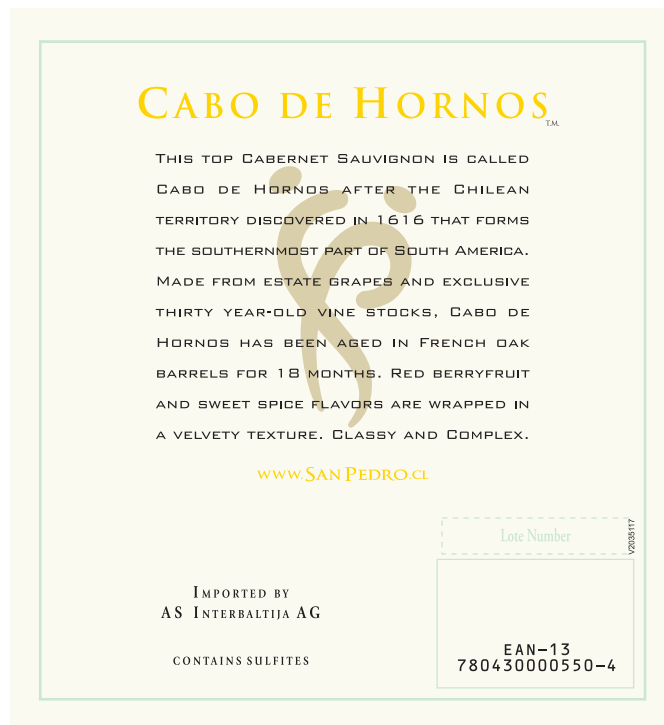 CABO DE HORNOS
T.M.
THIS TOP CABERNET SAUVIGNON IS CALLED
CABO DE HORNOS AFTER THE CHILEAN
TERRITORY DISCOVERED IN 1616 THAT FORMS
THE SOUTHERNMOST PART OF SOUTH AMERICA.
MADE FROM ESTATE GRAPES AND EXCLUSIVE
THIRTY YEAR-OLD VINE STOCKS, CABO DE
HORNOS HAS BEEN AGED IN FRENCH OAK
BARRELS FOR 18 MONTHS. RED BERRYFRUIT
AND SWEET SPICE FLAVORS ARE WRAPPED IN
A VELVETY TEXTURE. CLASSY AND COMPLEX.
WWW.SAN PEDRO.CL
Lote Number
V2035117
IMPORTED BY
AS INTERBALTIJA AG
CONTAINS SULFITES
EAN-13
780430000550-4